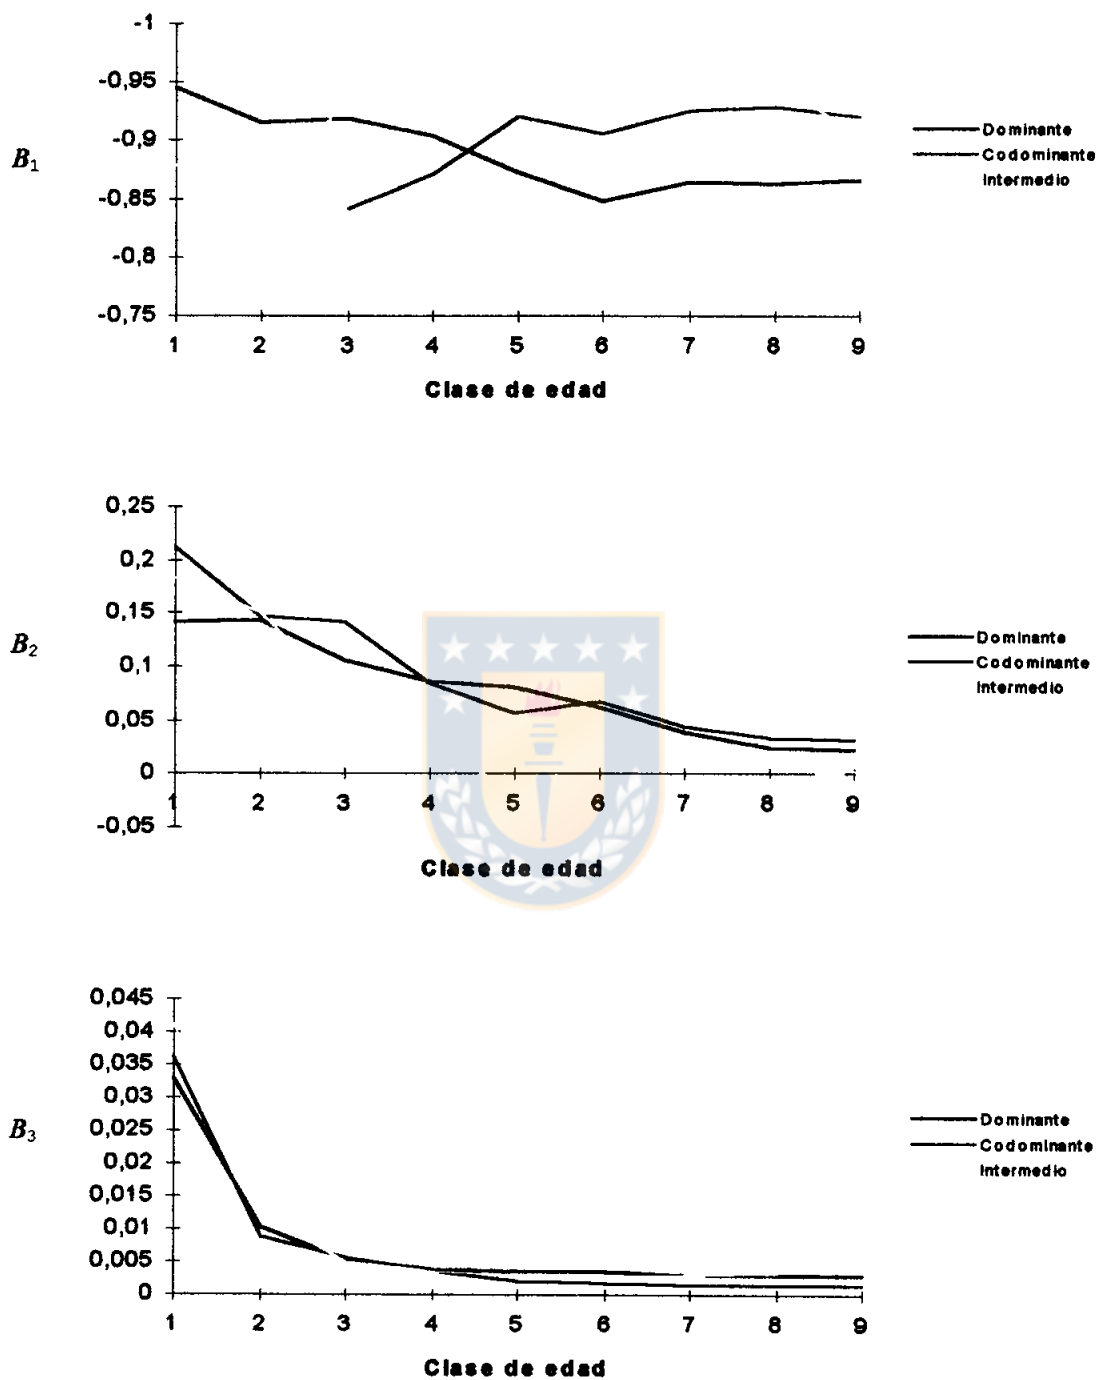 -1
-0,95
-0,9
-0,85
-0,8
-0,75
B₁
1 2 3 4 5 6 7 8 9
Clase de edad
Dominante
Codominante
Intermedio
0,25
0,2
0,15
0,1
0,05
0
-0,05
B₂
1 2 3 4 5 6 7 8 9
Clase de edad
Dominante
Codominante
Intermedio
0,045
0,04
0,035
0,03
0,025
0,02
0,015
0,01
0,005
0
B₃
1 2 3 4 5 6 7 8 9
Clase de edad
Dominante
Codominante
Intermedio